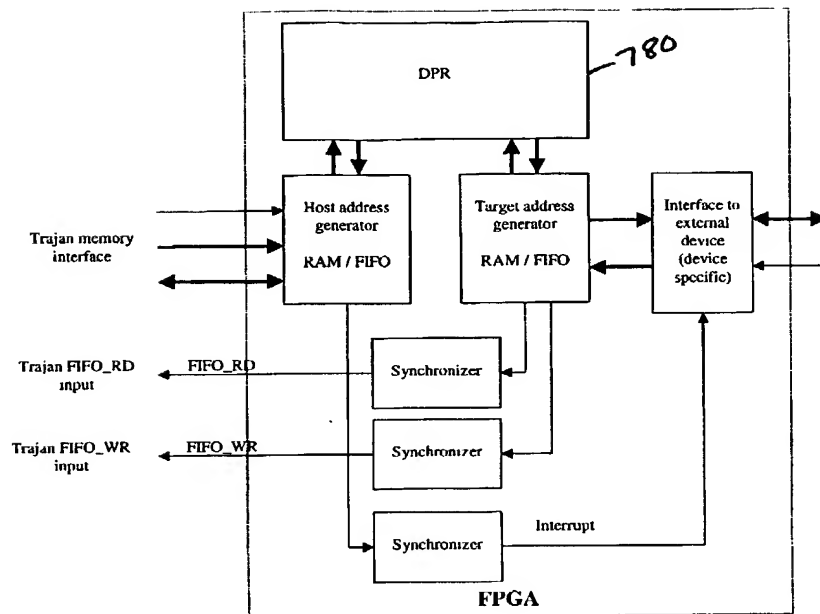 780
DPR
Host address
generator
RAM / FIFO
Target address
generator
RAM / FIFO
Interface to
external
device
(device
specific)
Trajan memory
interface
Trajan FIFO_RD
input
FIFO_RD
Synchronizer
Trajan FIFO_WR
input
FIFO_WR
Synchronizer
Synchronizer
Interrupt
FPGA